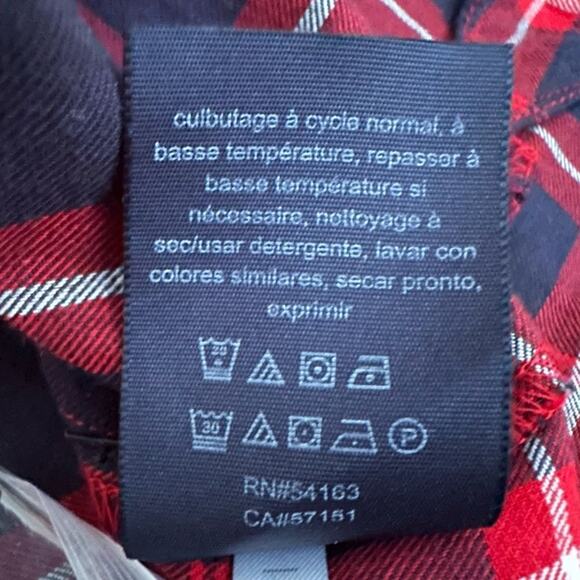 culbutage à cycle normal, à
basse température, repasser à
basse température si
nécessaire, nettoyage à
sec/usar detergente, lavar con
colores similares, secar pronto,
exprimir
30
P
RN#54163
CA#57151